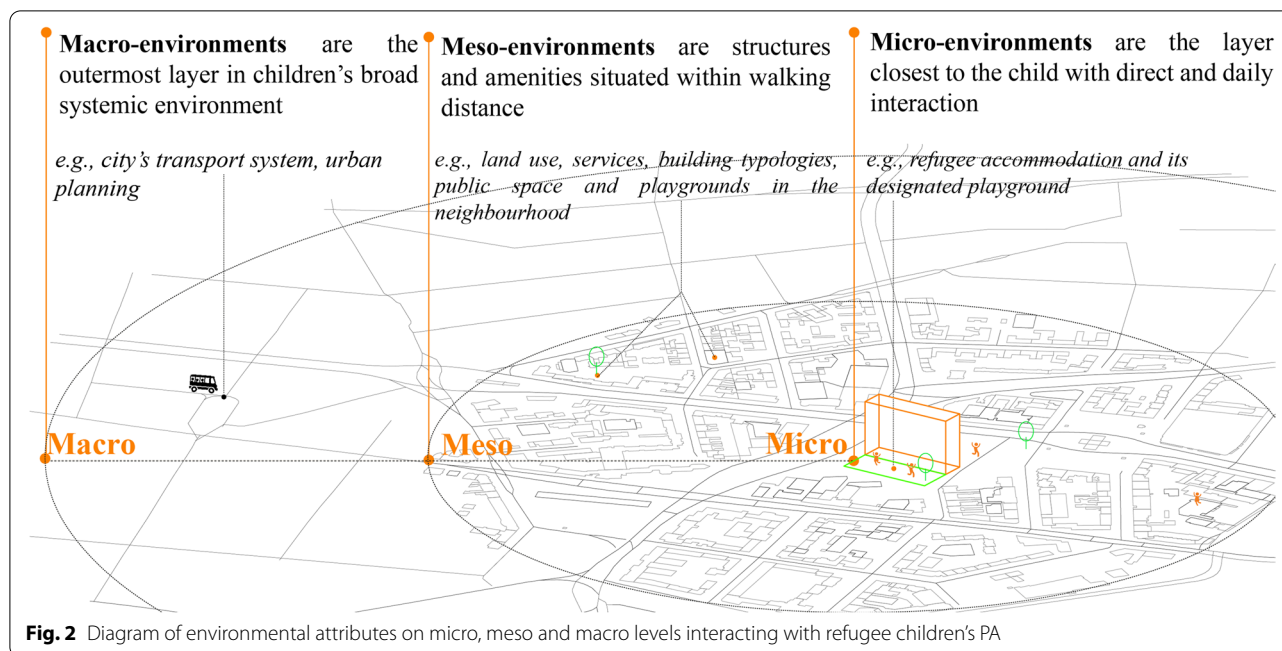 Macro-environments are the
outermost layer in children's broad
systemic environment
e.g., city's transport system, urban
planning
Meso-environments are structures
and amenities situated within walking
distance
e.g., land use, services, building typologies,
public space and playgrounds in the
neighbourhood
Micro-environments are the layer
closest to the child with direct and daily
interaction
e.g., refugee accommodation and its
designated playground
Macro
Meso
Micro
Fig. 2 Diagram of environmental attributes on micro, meso and macro levels interacting with refugee children's PA